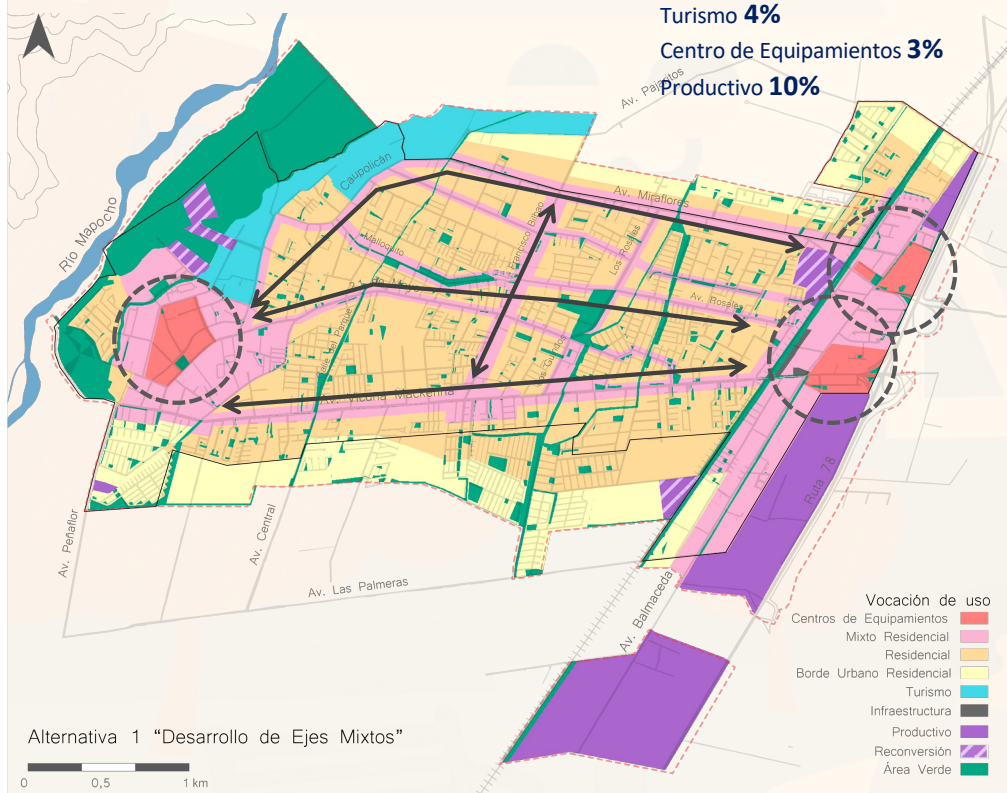 Turismo 4%
Centro de Equipamientos 3%
Productivo 10%
Av. Pajaritos
Río Mapocho
Caupolicán
Av. Miraflores
Francisco Bilbao
Malloquito
Los Rosales
Av. Rosales
Av. Vicuña Mackenna
Ruta 78
Av. Peñaflor
Av. Central
Av. Las Palmeras
Av. Balmaceda
Vocación de uso
Centros de Equipamientos
Mixto Residencial
Residencial
Borde Urbano Residencial
Turismo
Infraestructura
Productivo
Reconversión
Área Verde
Alternativa 1 “Desarrollo de Ejes Mixtos”
0 0,5 1 km